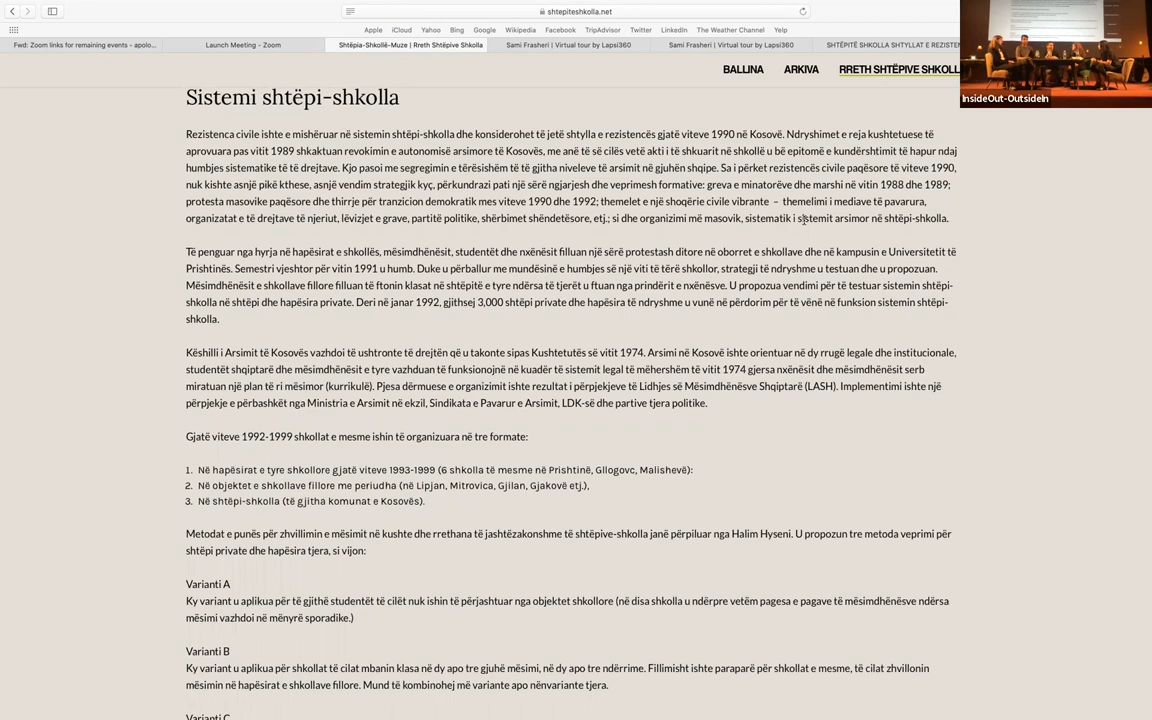 shtepiteshkolla.net
Apple iCloud Yahoo Bing Google Wikipedia Facebook TripAdvisor Twitter LinkedIn The Weather Channel Yelp
Fwd: Zoom links for remaining events - apolo... Launch Meeting - Zoom Shtëpia-Shkollë-Muze | Rreth Shtëpive Shkolla Sami Frasheri | Virtual tour by Lapsi360 Sami Frasheri | Virtual tour by Lapsi360 SHTËPITË SHKOLLA SHTYLLAT E REZISTEN
BALLINA ARKIVA RRETH SHTËPIVE SHKOLL
InsideOut-OutsideIn
Sistemi shtëpi-shkolla
Rezistenca civile ishte e mishëruar në sistemin shtëpi-shkolla dhe konsiderohet të jetë shtylla e rezistencës gjatë viteve 1990 në Kosovë. Ndryshimet e reja kushtetuese të
aprovuara pas vitit 1989 shkaktuan revokimin e autonomisë arsimore të Kosovës, me anë të së cilës vetë akti i të shkuarit në shkollë u bë epitomë e kundërshtimit të hapur ndaj
humbjes sistematike të të drejtave. Kjo pasoi me segregimin e tërësishëm të të gjitha niveleve të arsimit në gjuhën shqipe. Sa i përket rezistencës civile paqësore të viteve 1990,
nuk kishte asnjë pikë kthese, asnjë vendim strategjik kyç, përkundrazi pati një sërë ngjarjesh dhe veprimesh formative: greva e minatorëve dhe marshi në vitin 1988 dhe 1989;
protesta masovike paqësore dhe thirrje për tranzicion demokratik mes viteve 1990 dhe 1992; themelet e një shoqërie civile vibrante – themelimi i mediave të pavarura,
organizatat e të drejtave të njeriut, lëvizjet e grave, partitë politike, shërbimet shëndetësore, etj.; si dhe organizimi më masovik, sistematik i sistemit arsimor në shtëpi-shkolla.
Të penguar nga hyrja në hapësirat e shkollës, mësimdhënësit, studentët dhe nxënësit filluan një sërë protestash ditore në oborret e shkollave dhe në kampusin e Universitetit të
Prishtinës. Semestri vjeshtor për vitin 1991 u humb. Duke u përballur me mundësinë e humbjes së një viti të tërë shkollor, strategji të ndryshme u testuan dhe u propozuan.
Mësimdhënësit e shkollave fillore filluan të ftonin klasat në shtëpitë e tyre ndërsa të tjerët u ftuan nga prindërit e nxënësve. U propozua vendimi për të testuar sistemin shtëpi-
shkolla në shtëpi dhe hapësira private. Deri në janar 1992, gjithsej 3,000 shtëpi private dhe hapësira të ndryshme u vunë në përdorim për të vënë në funksion sistemin shtëpi-
shkolla.
Këshilli i Arsimit të Kosovës vazhdoi të ushtronte të drejtën që u takonte sipas Kushtetutës së vitit 1974. Arsimi në Kosovë ishte orientuar në dy rrugë legale dhe institucionale,
studentët shqiptarë dhe mësimdhënësit e tyre vazhduan të funksionojnë në kuadër të sistemit legal të mëhershëm të vitit 1974 gjersa nxënësit dhe mësimdhënësit serb
miratuan një plan të ri mësimor (kurrikulë). Pjesa dërmuese e organizimit ishte rezultat i përpjekjeve të Lidhjes së Mësimdhënësve Shqiptarë (LASH). Implementimi ishte një
përpjekje e përbashkët nga Ministria e Arsimit në ekzil, Sindikata e Pavarur e Arsimit, LDK-së dhe partive tjera politike.
Gjatë viteve 1992-1999 shkollat e mesme ishin të organizuara në tre formate:
1. Në hapësirat e tyre shkollore gjatë viteve 1993-1999 (6 shkolla të mesme në Prishtinë, Gllogovc, Malishevë):
2. Në objektet e shkollave fillore me periudha (në Lipjan, Mitrovica, Gjilan, Gjakovë etj.),
3. Në shtëpi-shkolla (të gjitha komunat e Kosovës).
Metodat e punës për zhvillimin e mësimit në kushte dhe rrethana të jashtëzakonshme të shtëpive-shkolla janë përpiluar nga Halim Hyseni. U propozun tre metoda veprimi për
shtëpi private dhe hapësira tjera, si vijon:
Varianti A
Ky variant u aplikua për të gjithë studentët të cilët nuk ishin të përjashtuar nga objektet shkollore (në disa shkolla u ndërpre vetëm pagesa e pagave të mësimdhënësve ndërsa
mësimi vazhdoi në mënyrë sporadike.)
Varianti B
Ky variant u aplikua për shkollat të cilat mbanin klasa në dy apo tre gjuhë mësimi, në dy apo tre ndërrime. Fillimisht ishte paraparë për shkollat e mesme, të cilat zhvillonin
mësimin në hapësirat e shkollave fillore. Mund të kombinohej më variante apo nënvariante tjera.
Varianti C